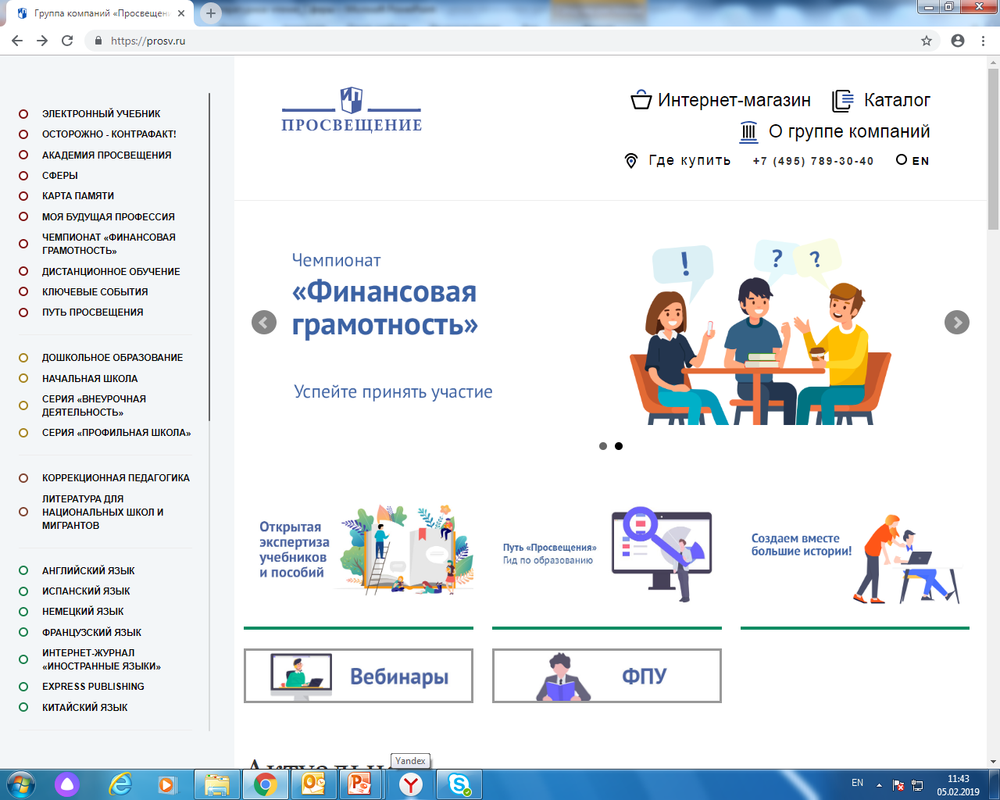 Группа компаний «Просвещени
https://prosv.ru
ЭЛЕКТРОННЫЙ УЧЕБНИК
ОСТОРОЖНО - КОНТРАФАКТ!
АКАДЕМИЯ ПРОСВЕЩЕНИЯ
СФЕРЫ
КАРТА ПАМЯТИ
МОЯ БУДУЩАЯ ПРОФЕССИЯ
ЧЕМПИОНАТ «ФИНАНСОВАЯ
ГРАМОТНОСТЬ»
ДИСТАНЦИОННОЕ ОБУЧЕНИЕ
КЛЮЧЕВЫЕ СОБЫТИЯ
ПУТЬ ПРОСВЕЩЕНИЯ
ДОШКОЛЬНОЕ ОБРАЗОВАНИЕ
НАЧАЛЬНАЯ ШКОЛА
СЕРИЯ «ВНЕУРОЧНАЯ
ДЕЯТЕЛЬНОСТЬ»
СЕРИЯ «ПРОФИЛЬНАЯ ШКОЛА»
КОРРЕКЦИОННАЯ ПЕДАГОГИКА
ЛИТЕРАТУРА ДЛЯ
НАЦИОНАЛЬНЫХ ШКОЛ И
МИГРАНТОВ
АНГЛИЙСКИЙ ЯЗЫК
ИСПАНСКИЙ ЯЗЫК
НЕМЕЦКИЙ ЯЗЫК
ФРАНЦУЗСКИЙ ЯЗЫК
ИНТЕРНЕТ-ЖУРНАЛ
«ИНОСТРАННЫЕ ЯЗЫКИ»
EXPRESS PUBLISHING
КИТАЙСКИЙ ЯЗЫК
ПРОСВЕЩЕНИЕ
Интернет-магазин Каталог
О группе компаний
Где купить +7 (495) 789-30-40 EN
Чемпионат
«Финансовая
грамотность»
Успейте принять участие
! ? ?
Открытая
экспертиза
учебников
и пособий
Путь «Просвещения»
Гид по образованию
Создаем вместе
большие истории!
Вебинары
ФПУ
Yandex
EN
11:43
05.02.2019